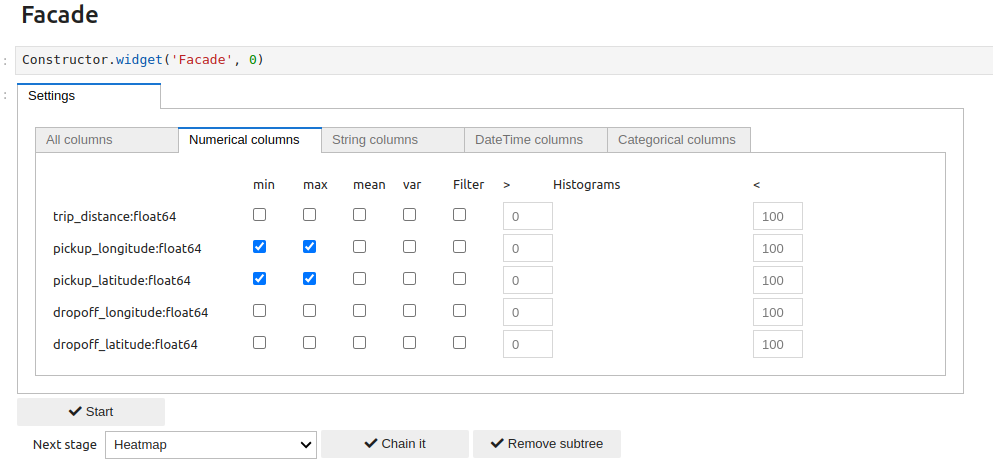 Facade
: Constructor.widget('Facade', 0)
: Settings
All columns Numerical columns String columns DateTime columns Categorical columns
min max mean var Filter > Histograms <
trip_distance:float64 0 100
pickup_longitude:float64 0 100
pickup_latitude:float64 0 100
dropoff_longitude:float64 0 100
dropoff_latitude:float64 0 100
Start
Next stage Heatmap Chain it Remove subtree